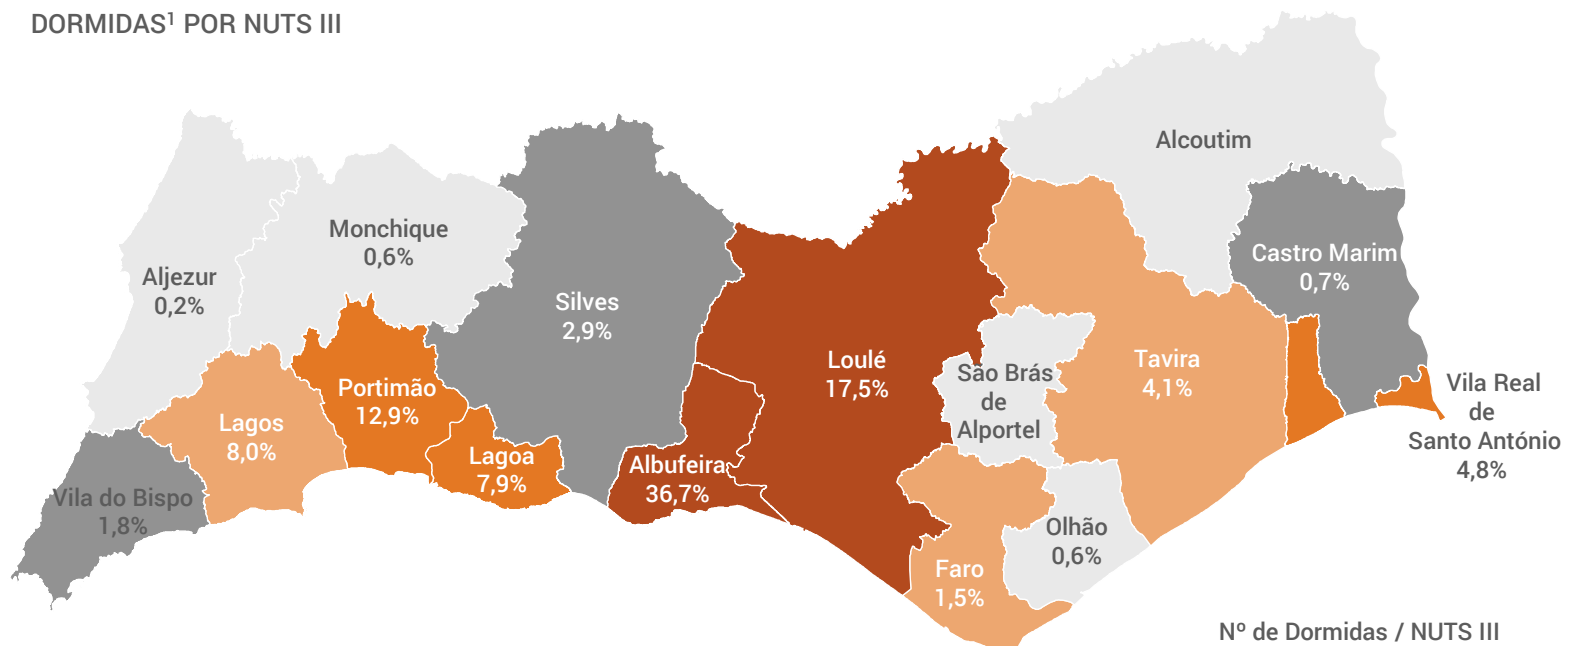 DORMIDAS¹ POR NUTS III
Alcoutim
Monchique
0,6%
Aljezur
0,2%
Castro Marim
0,7%
Silves
2,9%
Loulé
17,5%
Tavira
4,1%
São Brás
de
Alportel
Portimão
12,9%
Vila Real
de
Santo António
4,8%
Lagos
8,0%
Lagoa
7,9%
Albufeira
36,7%
Vila do Bispo
1,8%
Olhão
0,6%
Faro
1,5%
Nº de Dormidas / NUTS III